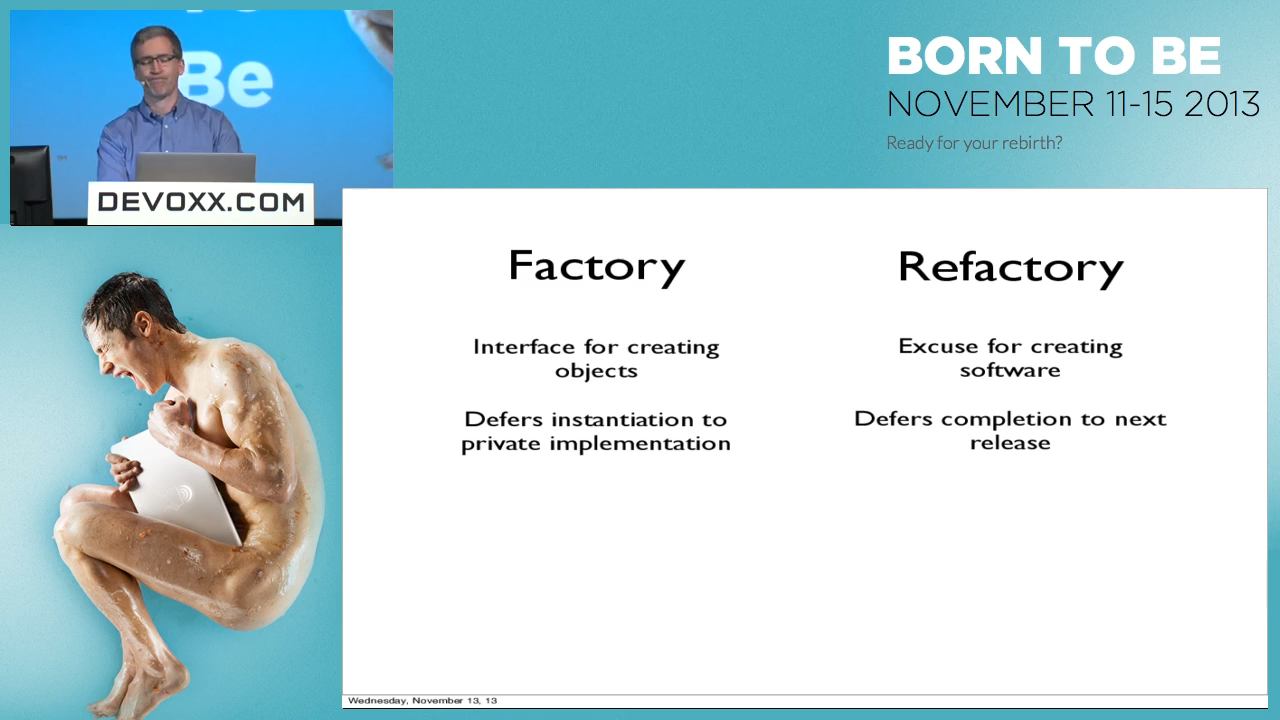 Be
DEVOXX.COM
BORN TO BE
NOVEMBER 11-15 2013
Ready for your rebirth?
Factory
Interface for creating
objects
Defers instantiation to
private implementation
Refactory
Excuse for creating
software
Defers completion to next
release
Wednesday, November 13, 13